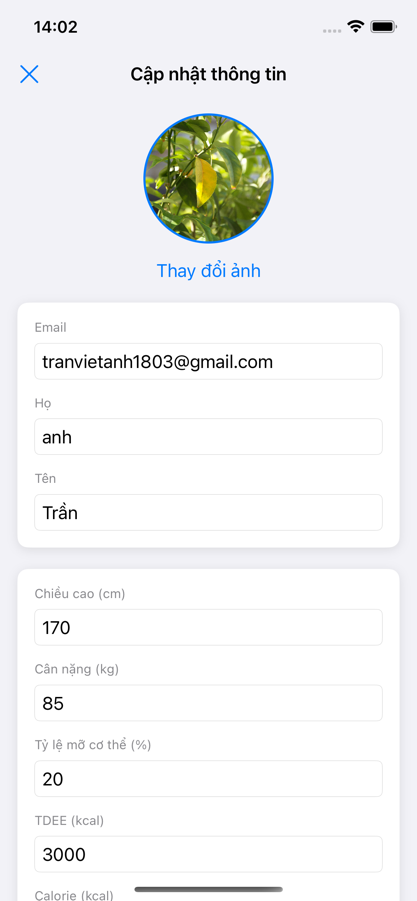 14:02
Cập nhật thông tin
Thay đổi ảnh
Email
tranvietanh1803@gmail.com
Họ
anh
Tên
Trần
Chiều cao (cm)
170
Cân nặng (kg)
85
Tỷ lệ mỡ cơ thể (%)
20
TDEE (kcal)
3000
Calorie (kcal)